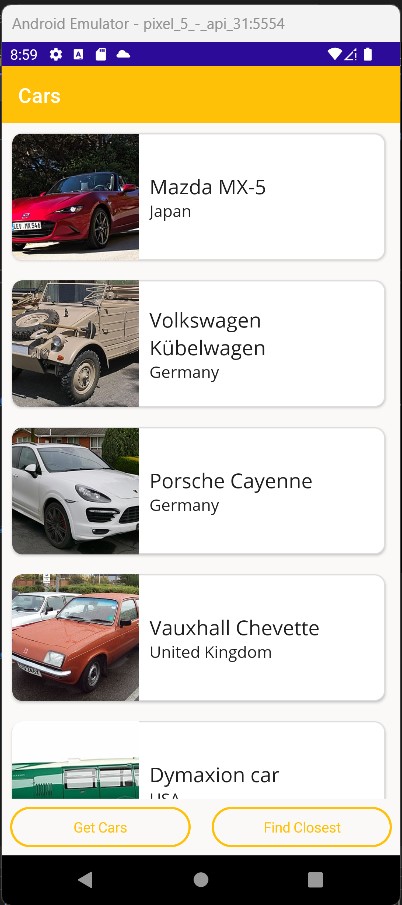 Android Emulator - pixel_5_-_api_31:5554
8:59
Cars
Mazda MX-5
Japan
Volkswagen
Kübelwagen
Germany
Porsche Cayenne
Germany
Vauxhall Chevette
United Kingdom
Dymaxion car
USA
Get Cars
Find Closest